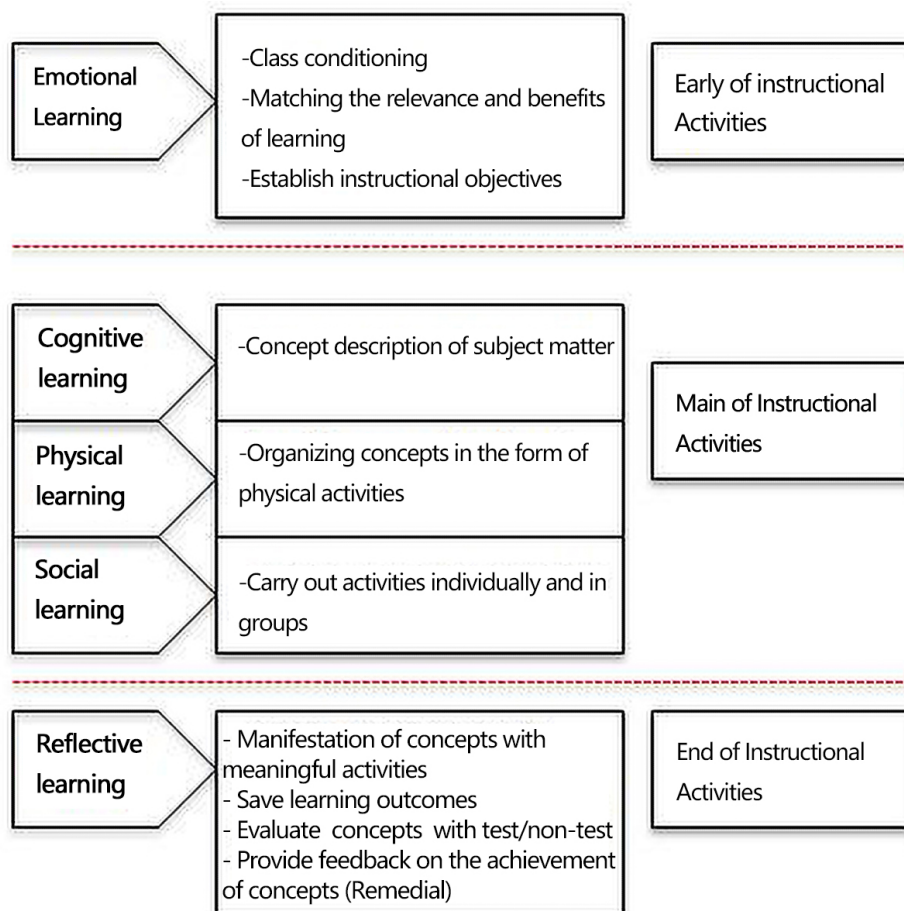 Emotional
Learning
-Class conditioning
-Matching the relevance and benefits
of learning
-Establish instructional objectives
Early of instructional
Activities
Cognitive
learning
-Concept description of subject matter
Physical
learning
-Organizing concepts in the form of
physical activities
Social
learning
-Carry out activities individually and in
groups
Main of Instructional
Activities
Reflective
learning
- Manifestation of concepts with
meaningful activities
- Save learning outcomes
- Evaluate concepts with test/non-test
- Provide feedback on the achievement
of concepts (Remedial)
End of Instructional
Activities